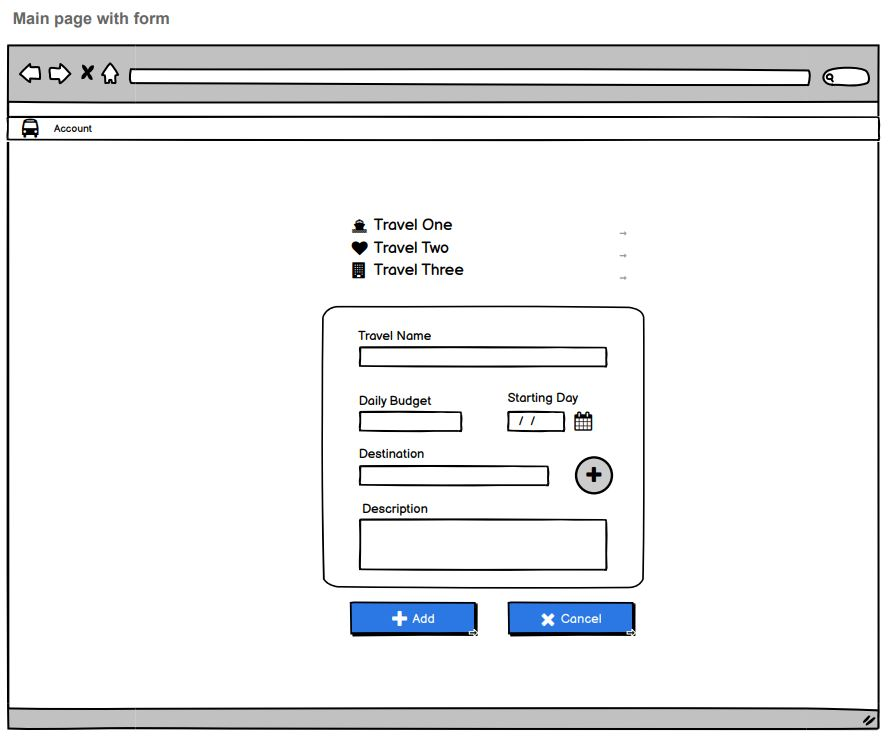 Main page with form
Account
Travel One
Travel Two
Travel Three
Travel Name
Daily Budget
Starting Day
/ /
Destination
Description
Add
Cancel